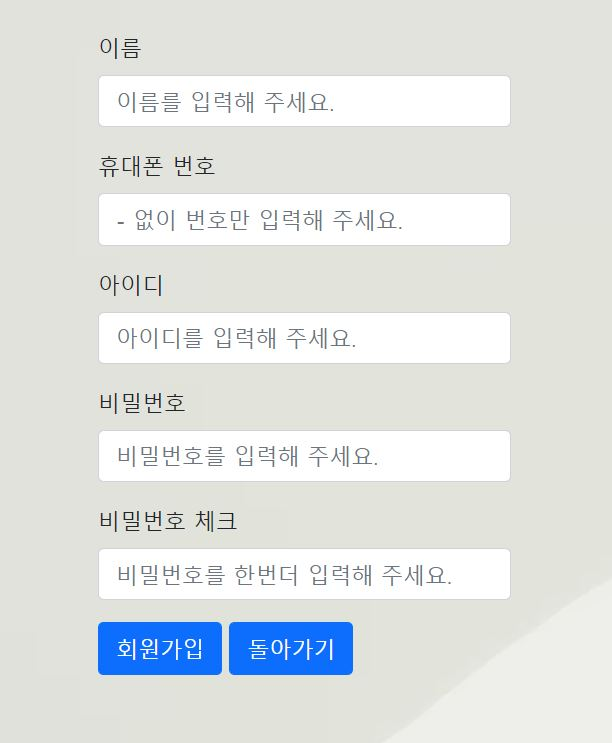 이름
이름를 입력해 주세요.
휴대폰 번호
- 없이 번호만 입력해 주세요.
아이디
아이디를 입력해 주세요.
비밀번호
비밀번호를 입력해 주세요.
비밀번호 체크
비밀번호를 한번더 입력해 주세요.
회원가입 돌아가기